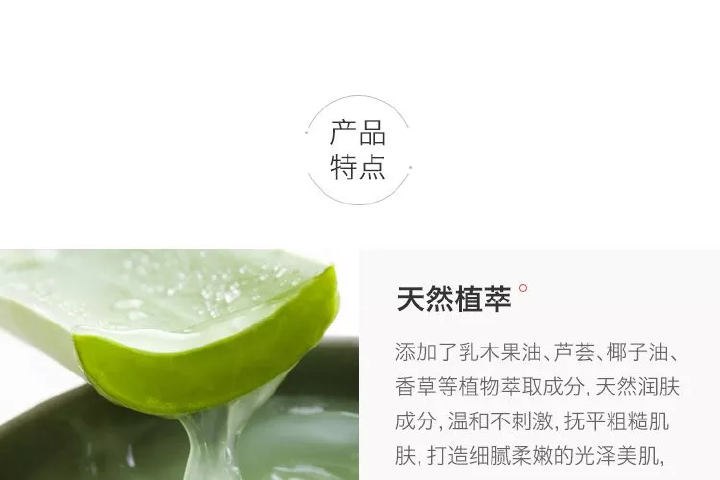 产品
特点
天然植萃
添加了乳木果油、芦荟、椰子油、
香草等植物萃取成分, 天然润肤
成分, 温和不刺激, 抚平粗糙肌
肤, 打造细腻柔嫩的光泽美肌,